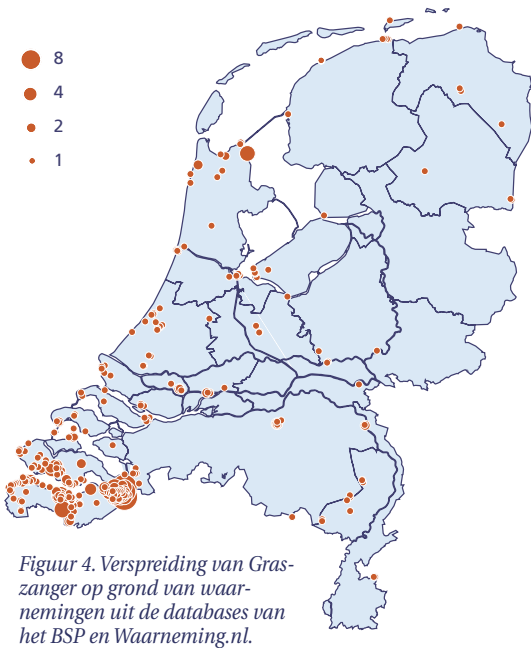 8
4
2
1
Figuur 4. Verspreiding van Gras-
zanger op grond van waar-
nemingen uit de databases van
het BSP en Waarneming.nl.